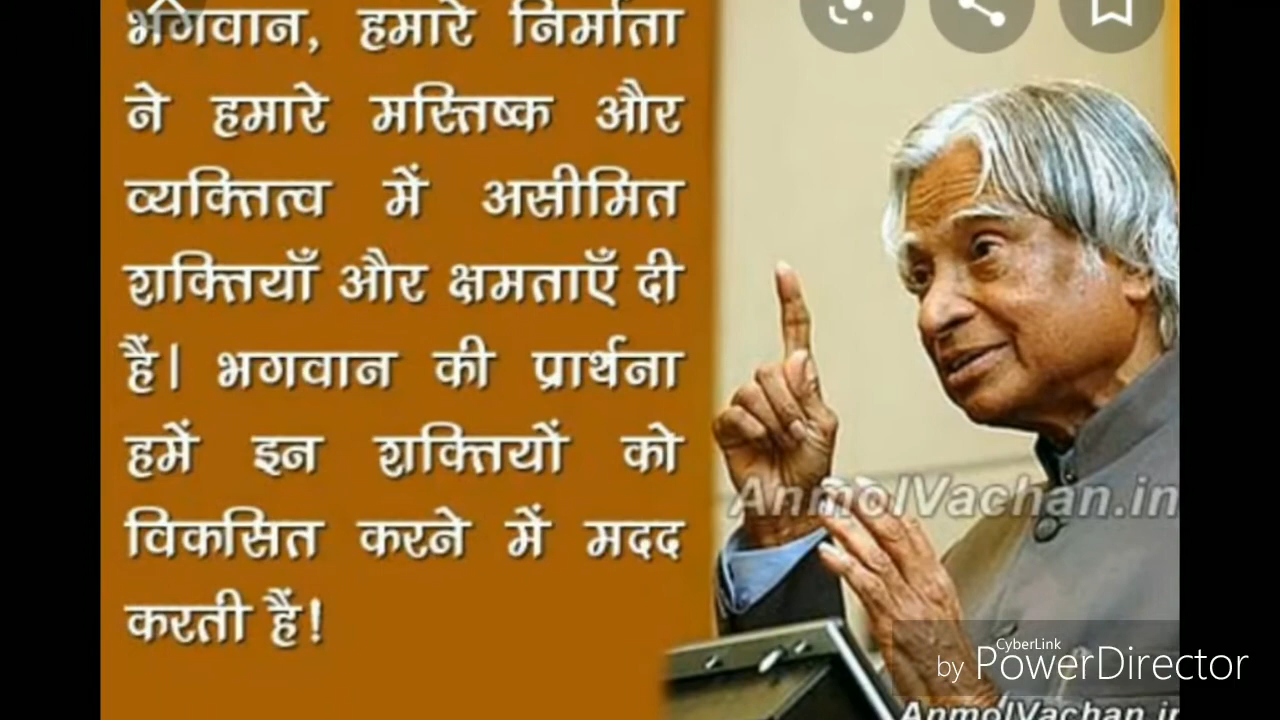 भगवान, हमारे निर्माता
ने हमारे मस्तिष्क और
व्यक्तित्व में असीमित
शक्तियाँ और क्षमताएँ दी
हैं। भगवान की प्रार्थना
हमें इन शक्तियों को
विकसित करने में मदद
करती हैं!
AnmolVachan.in
CyberLink
by PowerDirector
AnmolVachan.in